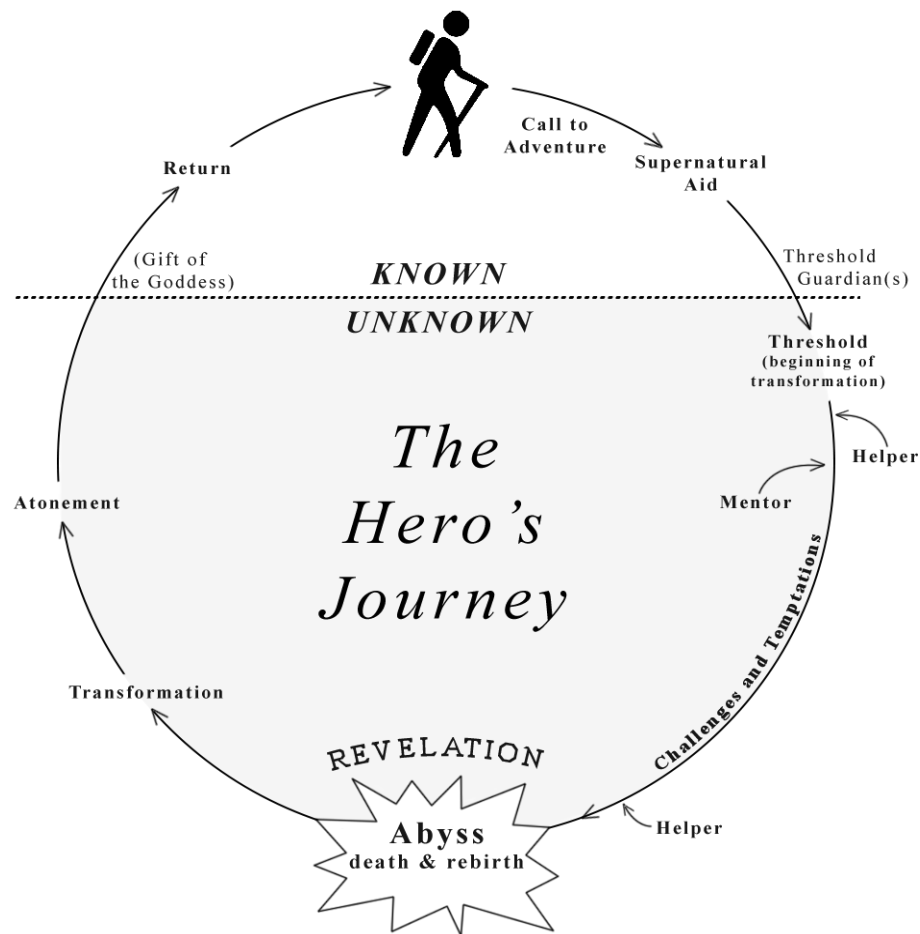 Call to
Adventure
Supernatural
Aid
Threshold
Guardian(s)
KNOWN
UNKNOWN
Threshold
(beginning of
transformation)
Helper
Mentor
Challenges and Temptations
Helper
REVELATION
Abyss
death & rebirth
Transformation
Atonement
(Gift of
the Goddess)
Return
The
Hero’s
Journey